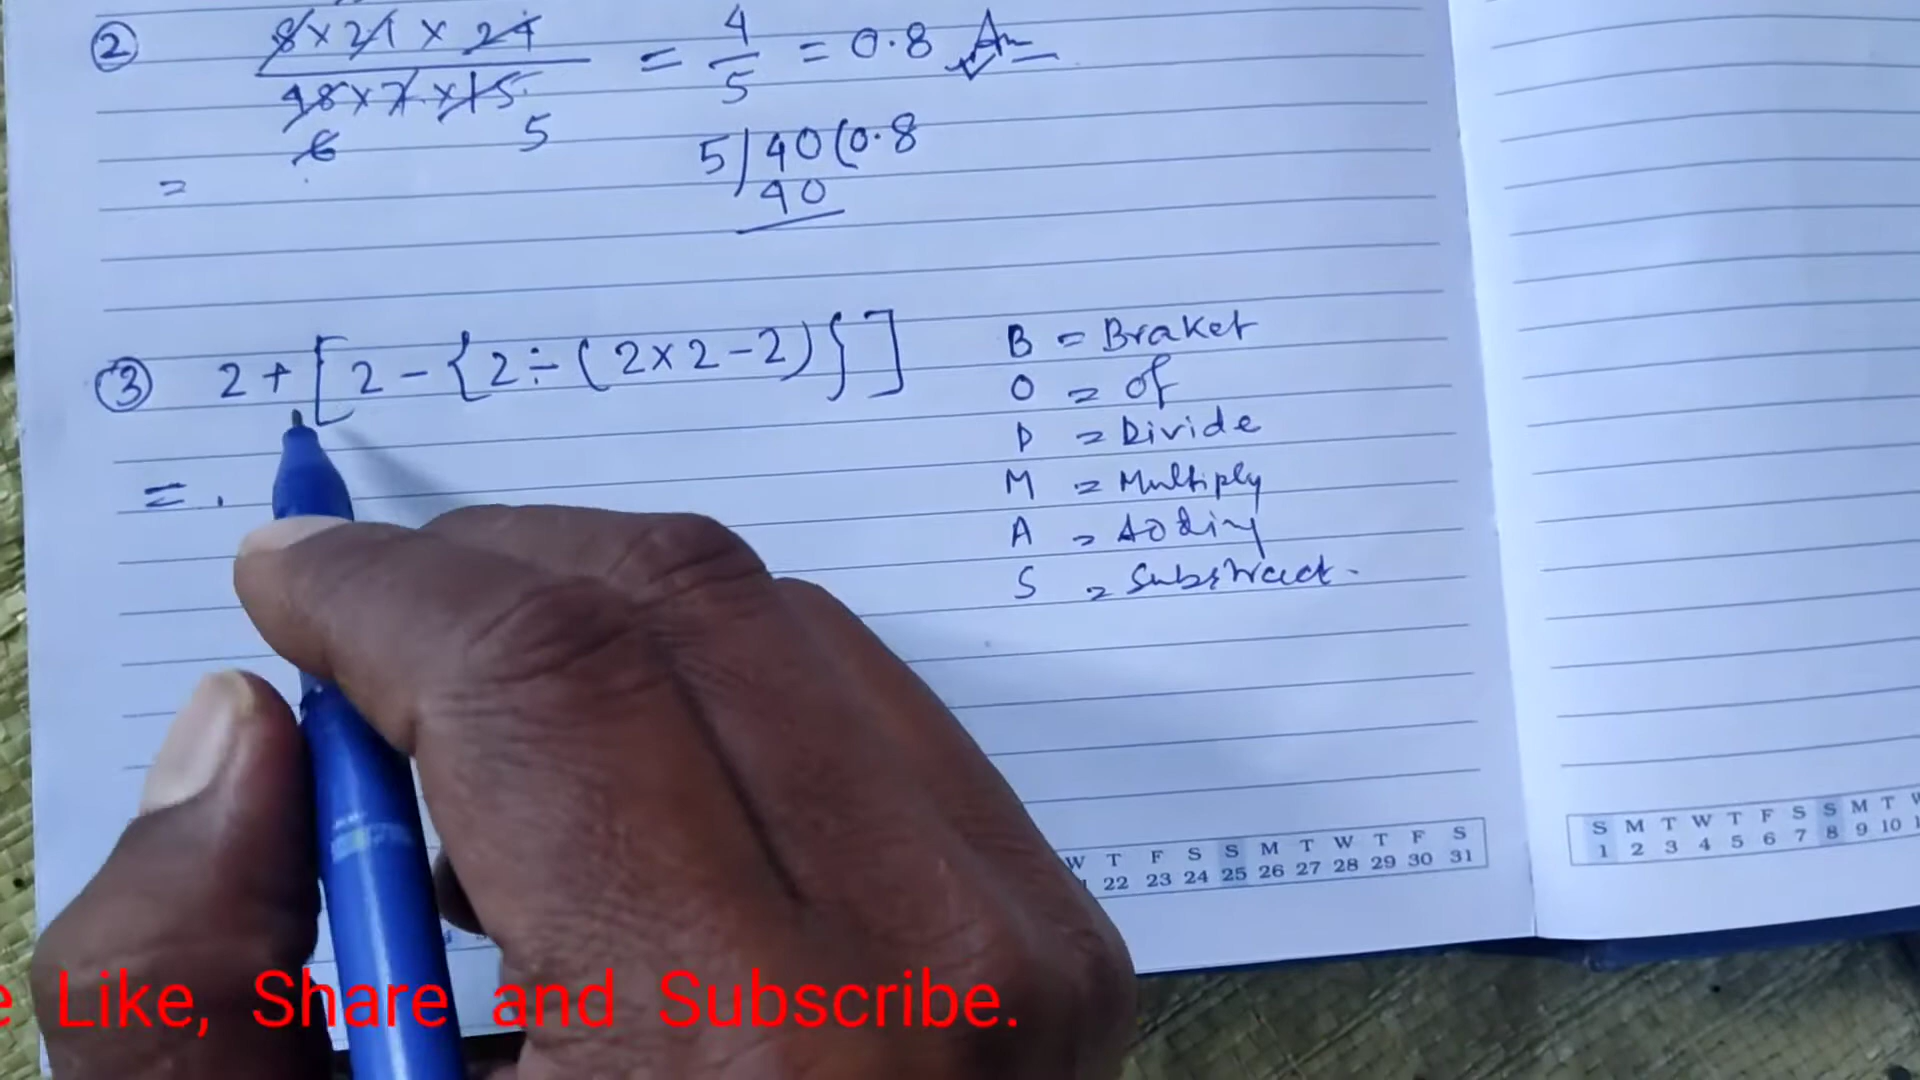 ② 8×21×24 / 48×7×15 = 4/5 = 0.8 Ans
6 5
5)40(0.8
=
40
③ 2+[2-{2÷(2×2-2)}]
= .
B = Braket
O = Of
D = Divide
M = Multiply
A = Adding
S = Substract.
W T F S S M T W T F S
22 23 24 25 26 27 28 29 30 31
S M T W T F S S M T
1 2 3 4 5 6 7 8 9 10
Like, Share and Subscribe.